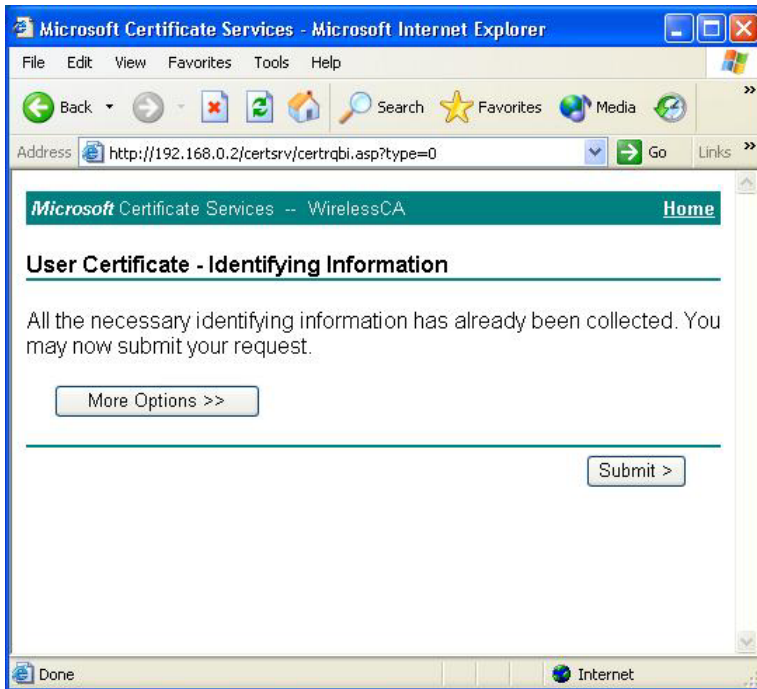 Microsoft Certificate Services - Microsoft Internet Explorer
File Edit View Favorites Tools Help
Back Search Favorites Media »
Address http://192.168.0.2/certsrv/certrqbi.asp?type=0 Go Links »
Microsoft Certificate Services -- WirelessCA Home
User Certificate - Identifying Information
All the necessary identifying information has already been collected. You
may now submit your request.
More Options >>
Submit >
Done Internet